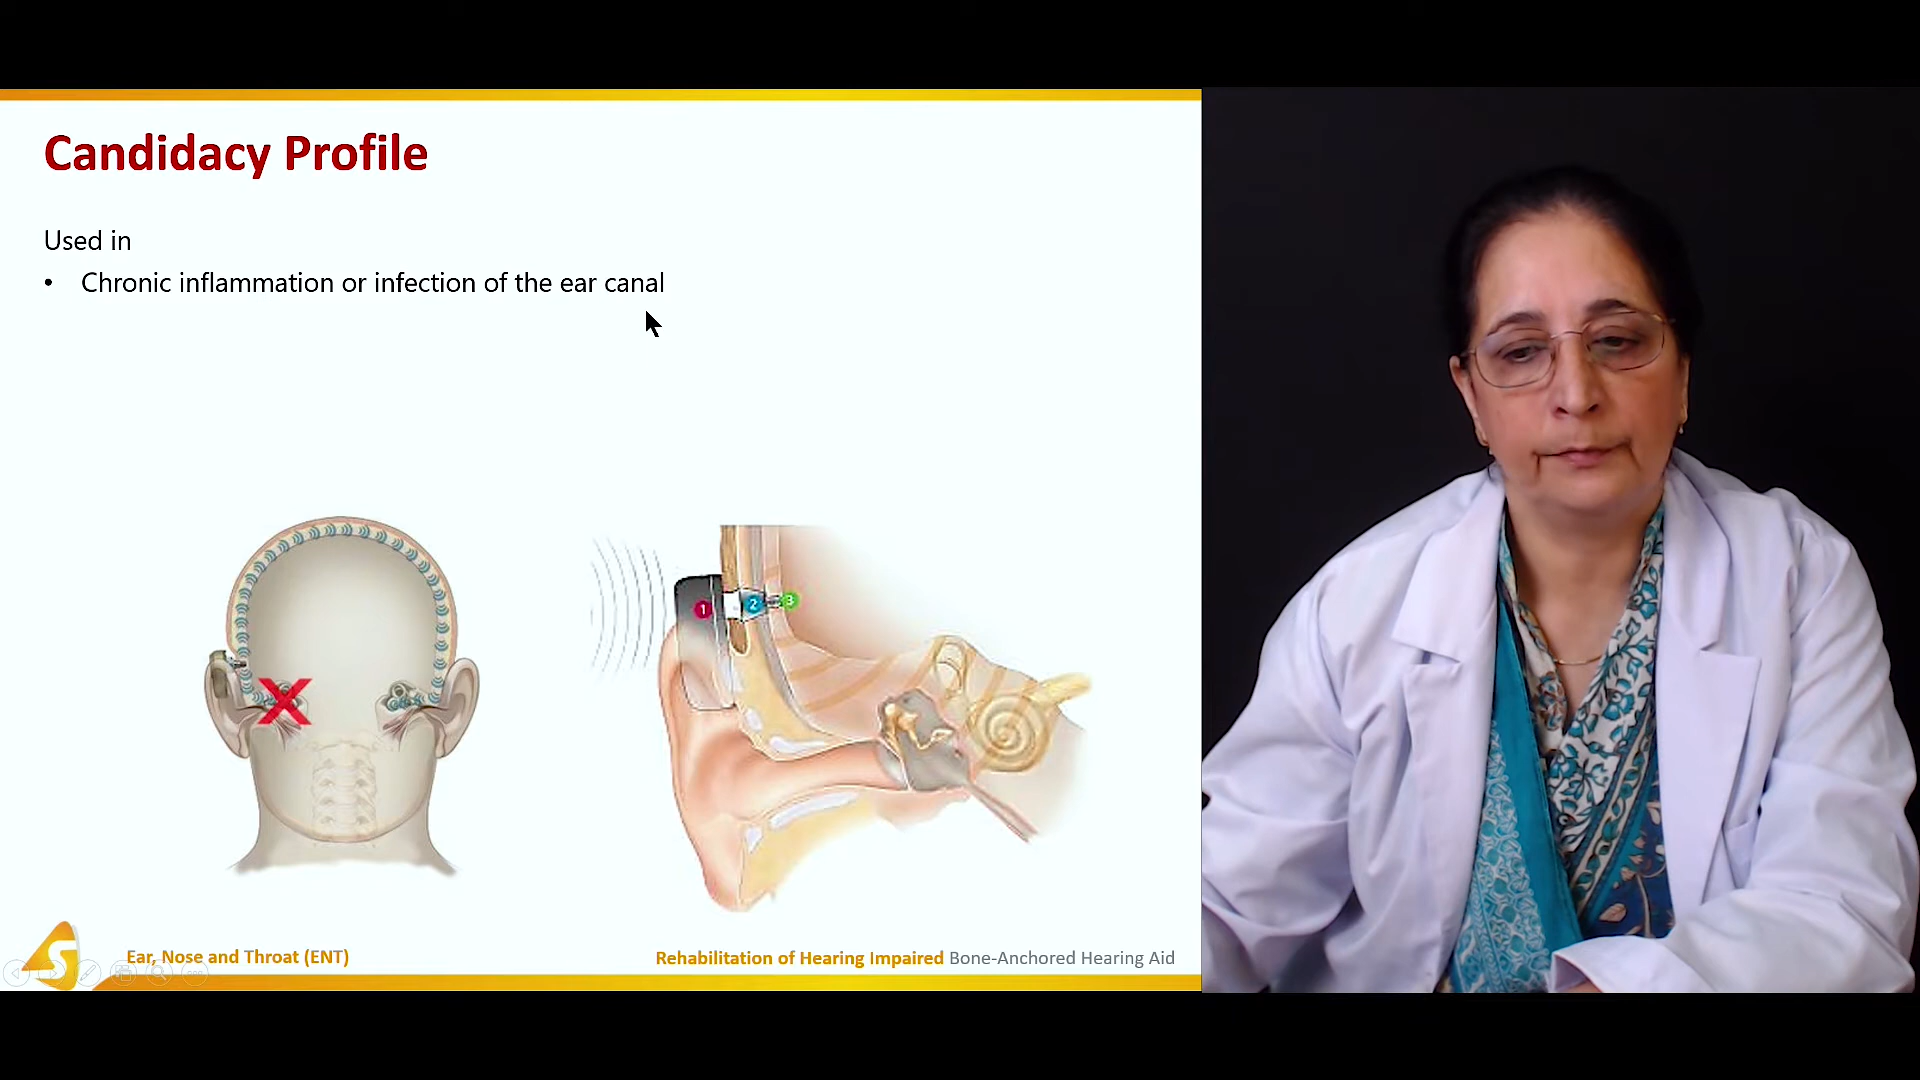 Candidacy Profile
Used in
• Chronic inflammation or infection of the ear canal
1 2 3
S
Ear, Nose and Throat (ENT)
Rehabilitation of Hearing Impaired Bone-Anchored Hearing Aid